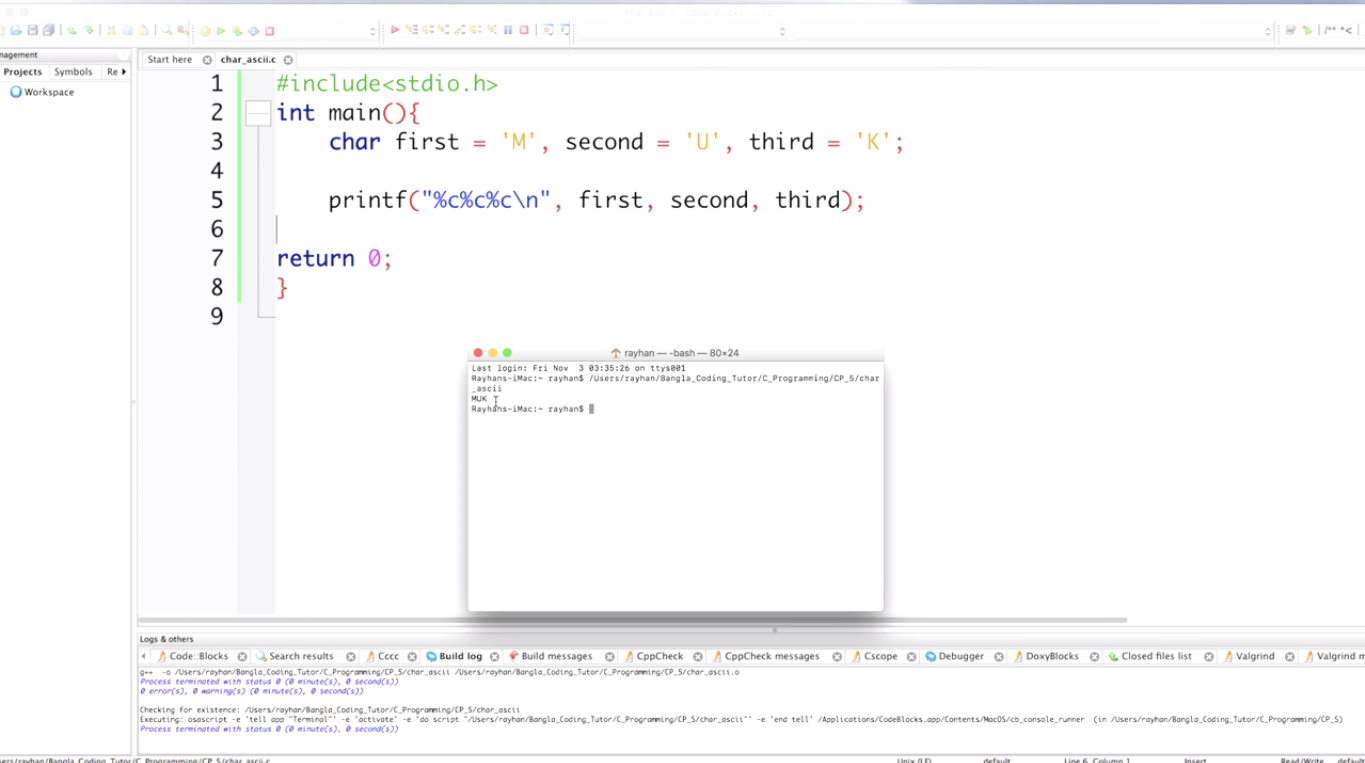 nagement
Projects Symbols Re
Workspace
Start here char_ascii.c
1 #include<stdio.h>
2 int main(){
3 char first = 'M', second = 'U', third = 'K';
4
5 printf("%c%c%c\n", first, second, third);
6
7 return 0;
8 }
9
rayhan — -bash — 80×24
Last login: Fri Nov 3 03:35:26 on ttys001
Rayhans-iMac:~ rayhan$ /Users/rayhan/Bangla_Coding_Tutor/C_Programming/CP_5/char
_ascii
MUK
Rayhans-iMac:~ rayhan$
Logs & others
Code::Blocks Search results Cccc Build log Build messages CppCheck CppCheck messages Cscope Debugger DoxyBlocks Closed files list Valgrind Valgrind m
g++ -o /Users/rayhan/Bangla_Coding_Tutor/C_Programming/CP_5/char_ascii /Users/rayhan/Bangla_Coding_Tutor/C_Programming/CP_5/char_ascii.o
Process terminated with status 0 (0 minute(s), 0 second(s))
0 error(s), 0 warning(s) (0 minute(s), 0 second(s))
Checking for existence: /Users/rayhan/Bangla_Coding_Tutor/C_Programming/CP_5/char_ascii
Executing: osascript -e 'tell app "Terminal"' -e 'activate' -e 'do script "/Users/rayhan/Bangla_Coding_Tutor/C_Programming/CP_5/char_ascii"' -e 'end tell' /Applications/CodeBlocks.app/Contents/MacOS/cb_console_runner (in /Users/rayhan/Bangla_Coding_Tutor/C_Programming/CP_5)
Process terminated with status 0 (0 minute(s), 0 second(s))
sers/rayhan/Bangla_Coding_Tutor/C_Programming/CP_5/char_ascii.c Unix (LF) default Line 6, Column 1 Insert Read/Write default